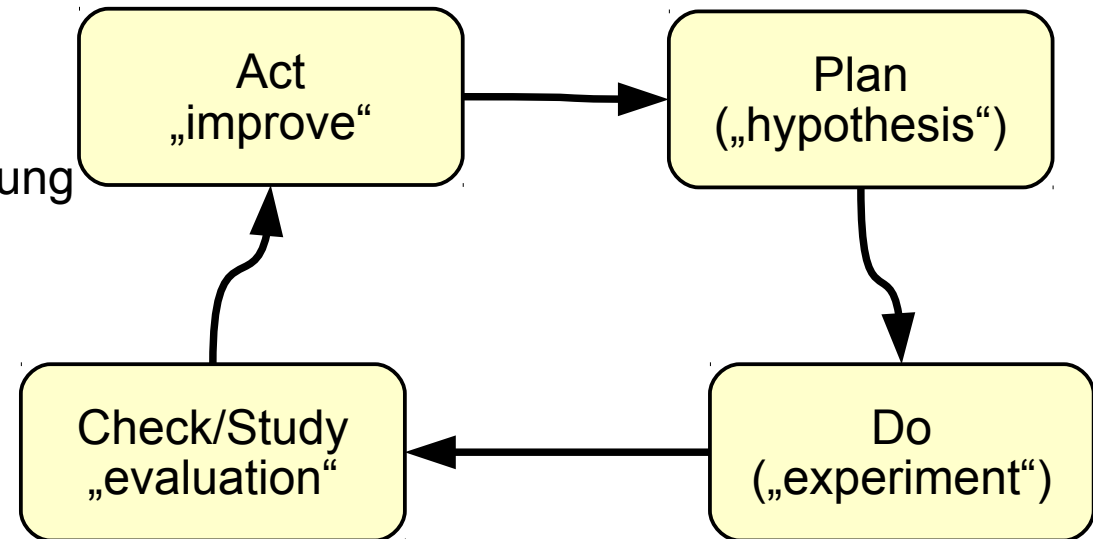 Act
„improve“
Plan
(„hypothesis“)
ung
Check/Study
„evaluation“
Do
(„experiment“)